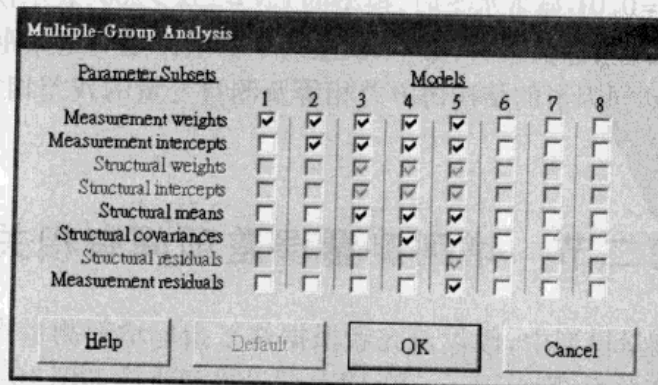 Multiple-Group Analysis
Parameter Subsets Models
1 2 3 4 5 6 7 8
Measurement weights
Measurement intercepts
Structural weights
Structural intercepts
Structural means
Structural covariances
Structural residuals
Measurement residuals
Help Default OK Cancel